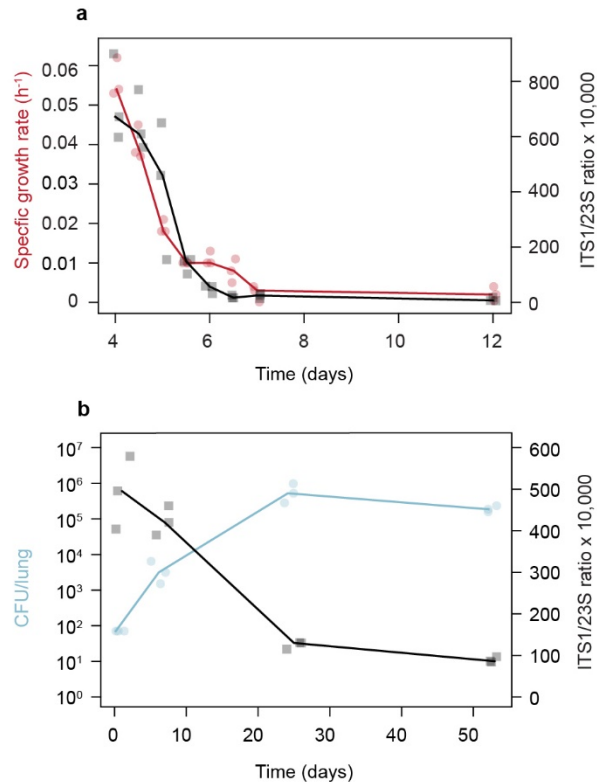 a
Specfic growth rate (h⁻¹)
0.06
0.05
0.04
0.03
0.02
0.01
0
800
600
400
200
0
ITS1/23S ratio x 10,000
4 6 8 10 12
Time (days)
b
CFU/lung
10⁷
10⁶
10⁵
10⁴
10³
10²
10¹
10⁰
600
500
400
300
200
100
0
ITS1/23S ratio x 10,000
0 10 20 30 40 50
Time (days)